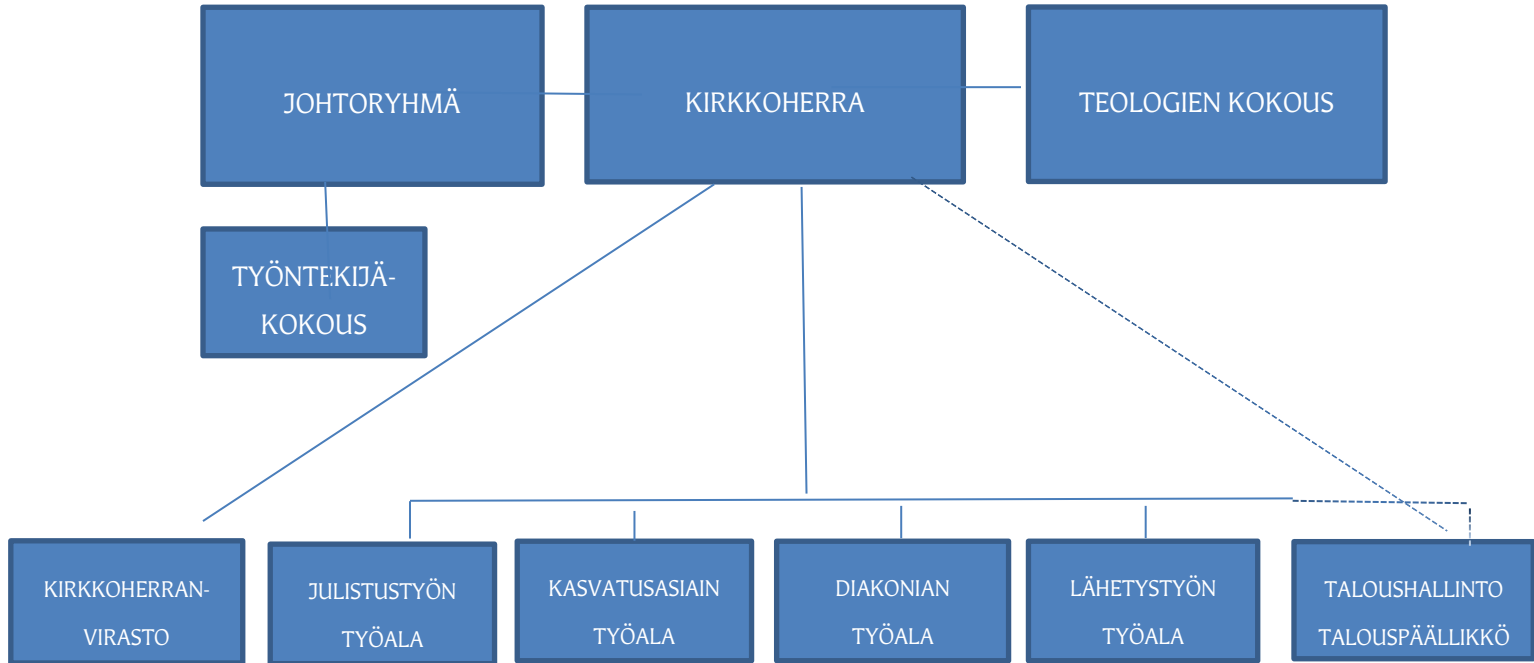 JOHTORYHMÄ
KIRKKOHERRA
TEOLOGIEN KOKOUS
TYÖNTEKIJÄ-
KOKOUS
KIRKKOHERRAN-
VIRASTO
JULISTUSTYÖN
TYÖALA
KASVATUSASIAIN
TYÖALA
DIAKONIAN
TYÖALA
LÄHETYSTYÖN
TYÖALA
TALOUSHALLINTO
TALOUSPÄÄLLIKKÖ